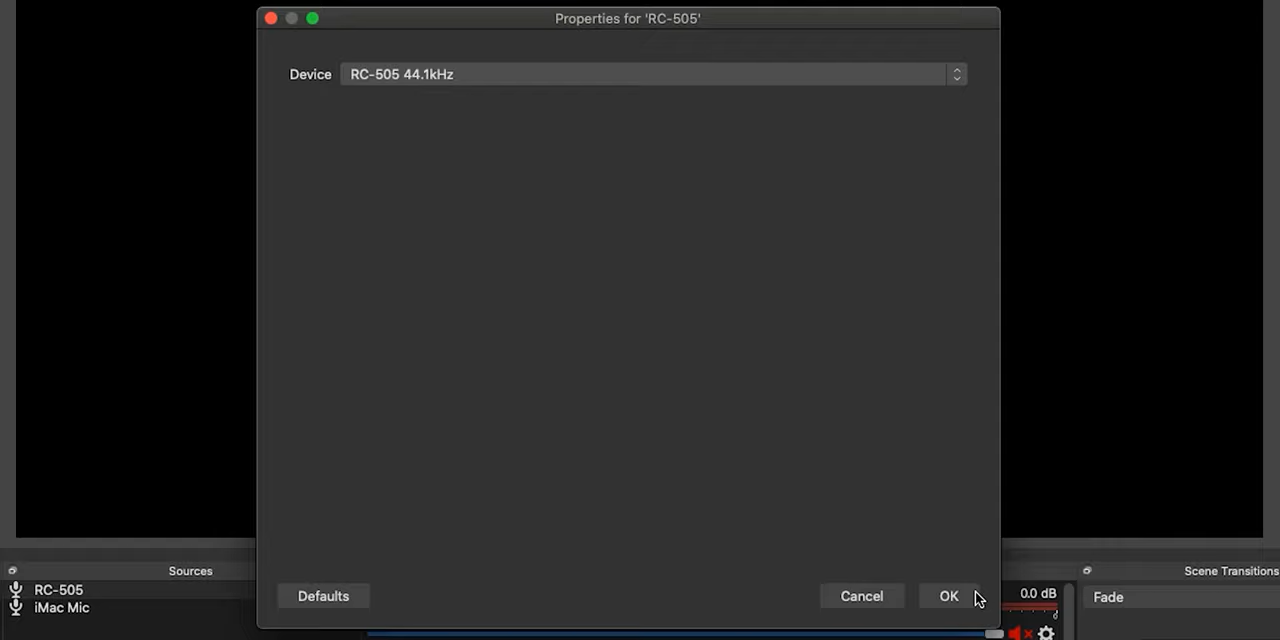 Properties for 'RC-505'
Device RC-505 44.1kHz
Defaults Cancel OK
Sources
RC-505
iMac Mic
0.0 dB
Scene Transitions
Fade